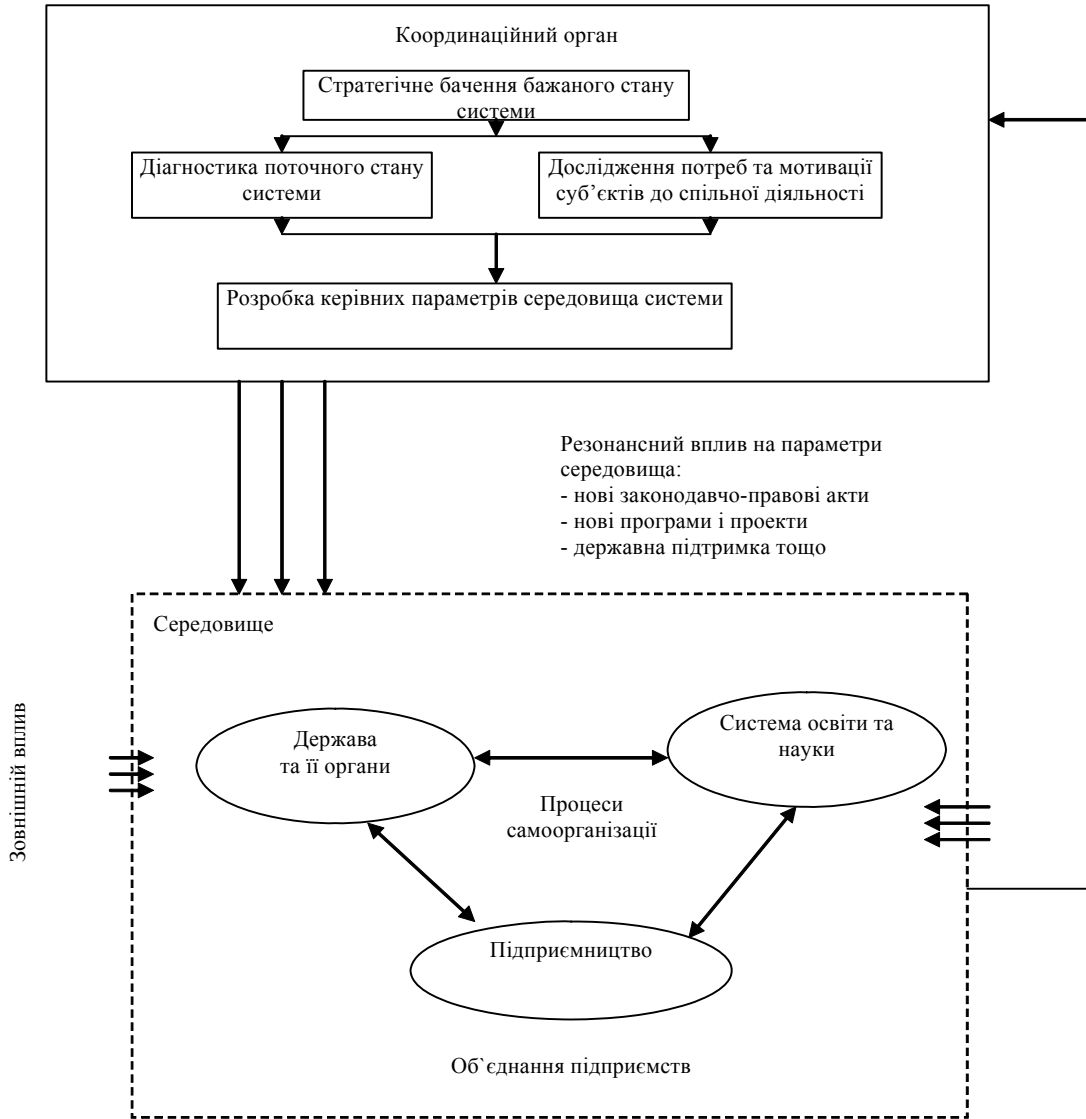 Координаційний орган
Стратегічне бачення бажаного стану
системи
Діагностика поточного стану
системи
Дослідження потреб та мотивації
суб’єктів до спільної діяльності
Розробка керівних параметрів середовища системи
Резонансний вплив на параметри
середовища:
- нові законодавчо-правові акти
- нові програми і проекти
- державна підтримка тощо
Середовище
Зовнішній вплив
Держава
та її органи
Система освіти та
науки
Процеси
самоорганізації
Підприємництво
Об`єднання підприємств